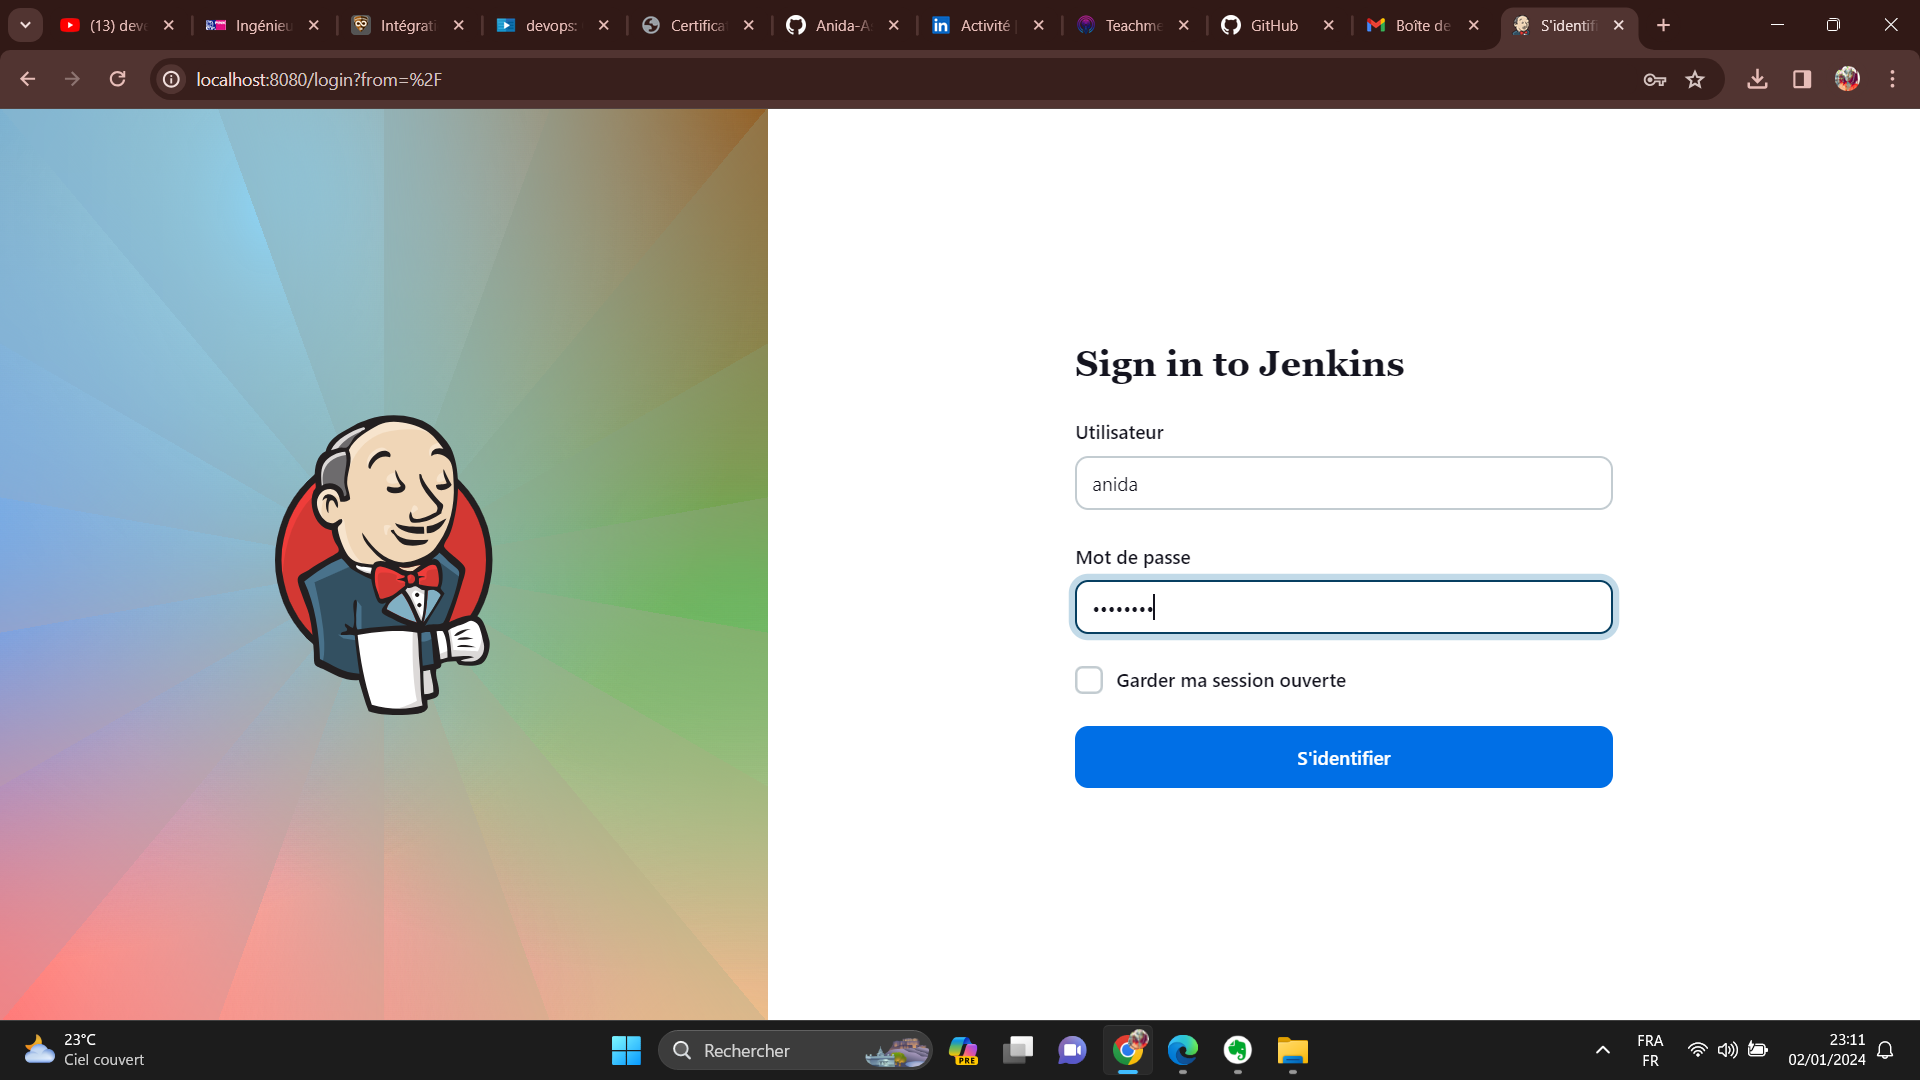 (13) dev
Ingénieu
Intégrati
devops:
Certifica
Anida-A
Activité
Teachme
GitHub
Boîte de
S'identifi
localhost:8080/login?from=%2F
Sign in to Jenkins
Utilisateur
anida
Mot de passe
••••••••
Garder ma session ouverte
S'identifier
23°C
Ciel couvert
Rechercher
PRE
FRA
FR
23:11
02/01/2024